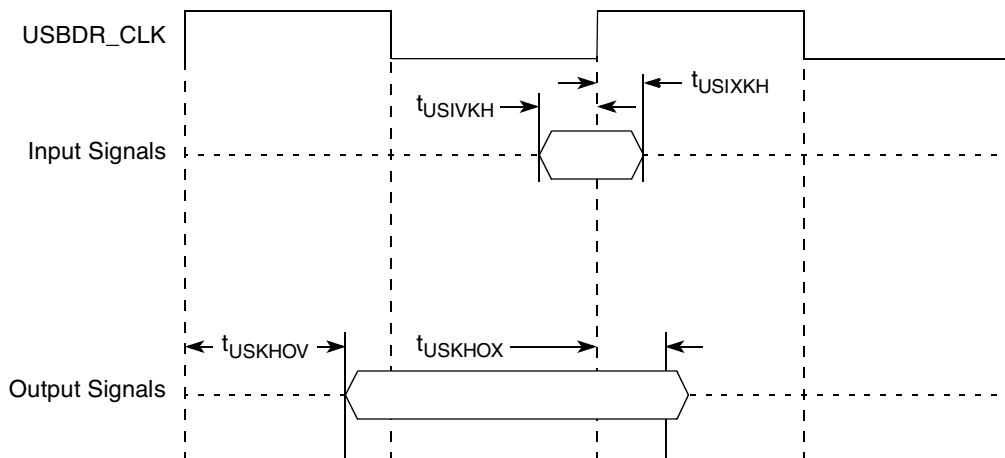 USBDR_CLK
tUSIXKH
tUSIVKH
Input Signals
tUSKHOV
tUSKHOX
Output Signals